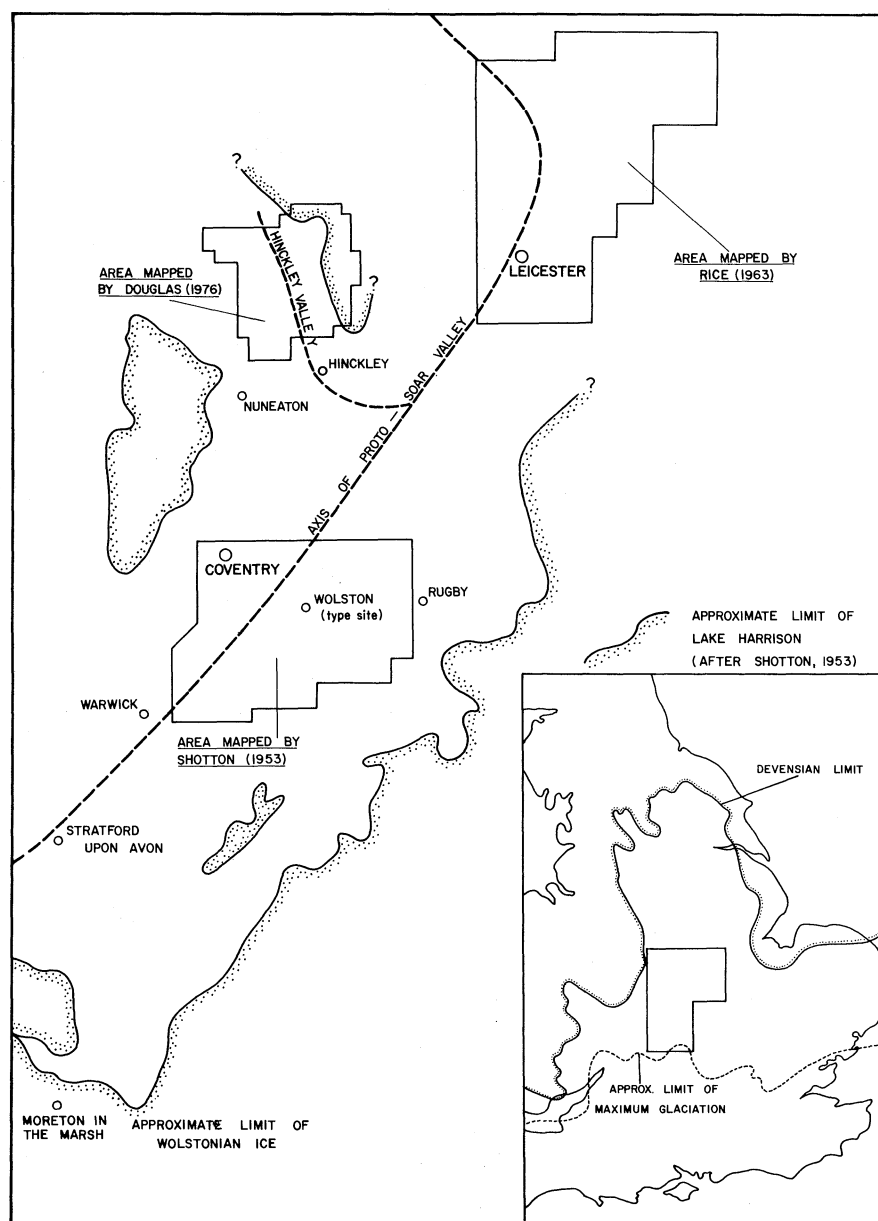 ?
HINCKLEY VALLEY
AREA MAPPED
BY DOUGLAS (1976)
?
LEICESTER
AREA MAPPED BY
RICE (1963)
HINCKLEY
NUNEATON
?
AXIS OF PROTO - SOAR VALLEY
COVENTRY
WOLSTON
(type site)
RUGBY
APPROXIMATE LIMIT OF
LAKE HARRISON
(AFTER SHOTTON, 1953)
WARWICK
AREA MAPPED BY
SHOTTON (1953)
STRATFORD
UPON AVON
MORETON IN
THE MARSH
APPROXIMATE LIMIT OF
WOLSTONIAN ICE
DEVENSIAN LIMIT
APPROX. LIMIT OF
MAXIMUM GLACIATION